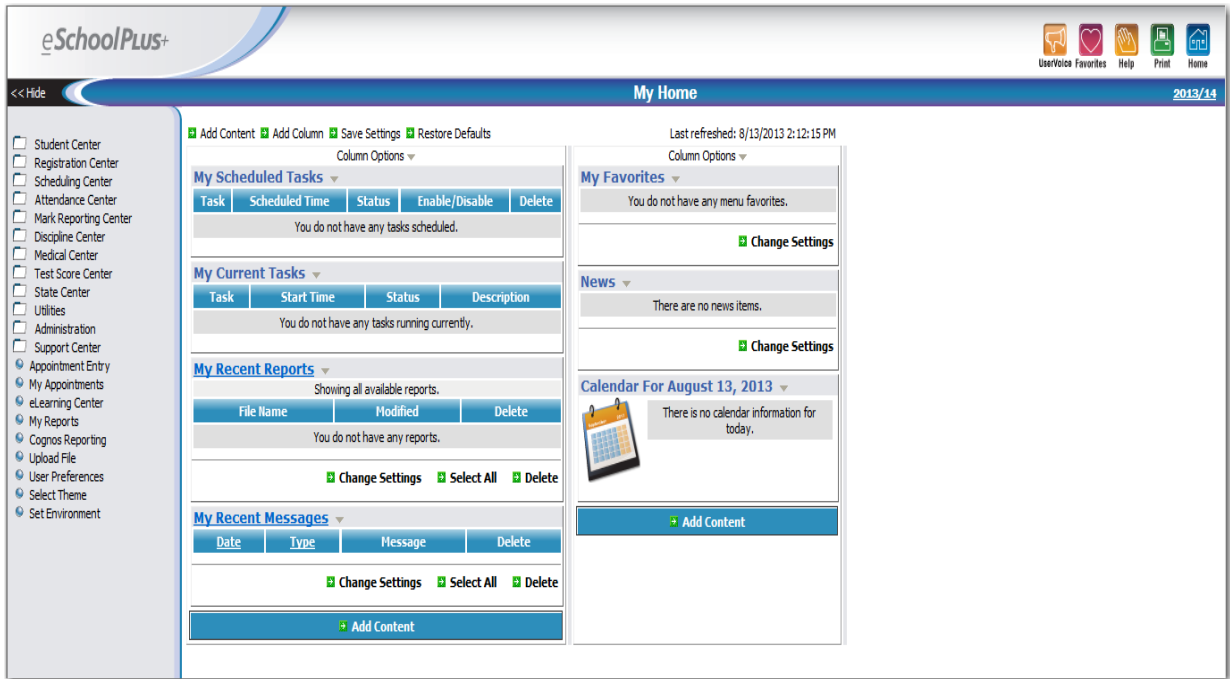 eSchoolPLUS+
UserVoice Favorites Help Print Home
<< Hide
My Home
2013/14
Student Center
Registration Center
Scheduling Center
Attendance Center
Mark Reporting Center
Discipline Center
Medical Center
Test Score Center
State Center
Utilities
Administration
Support Center
Appointment Entry
My Appointments
eLearning Center
My Reports
Cognos Reporting
Upload File
User Preferences
Select Theme
Set Environment
Add Content Add Column Save Settings Restore Defaults
Last refreshed: 8/13/2013 2:12:15 PM
Column Options
My Scheduled Tasks
Task Scheduled Time Status Enable/Disable Delete
You do not have any tasks scheduled.
My Current Tasks
Task Start Time Status Description
You do not have any tasks running currently.
My Recent Reports
Showing all available reports.
File Name Modified Delete
You do not have any reports.
Change Settings Select All Delete
My Recent Messages
Date Type Message Delete
Change Settings Select All Delete
Add Content
Column Options
My Favorites
You do not have any menu favorites.
Change Settings
News
There are no news items.
Change Settings
Calendar For August 13, 2013
There is no calendar information for
today.
Add Content